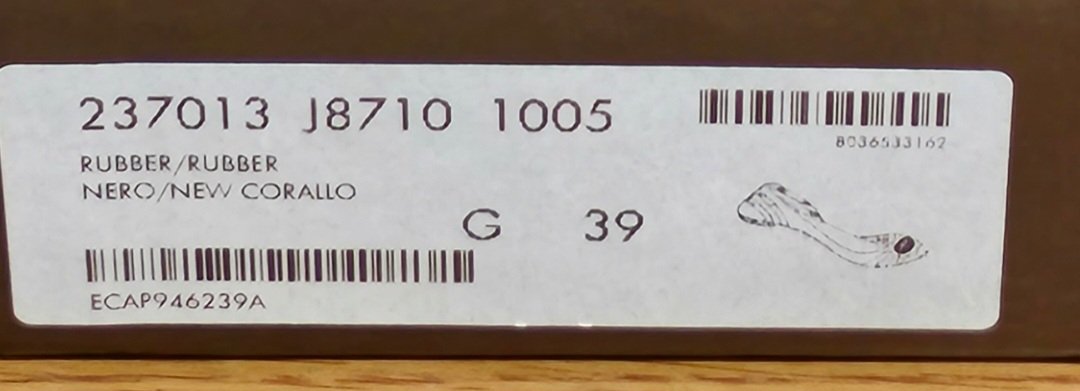 237013 J8710 1005
8036533162
RUBBER/RUBBER
NERO/NEW CORALLO
G 39
ECAP946239A